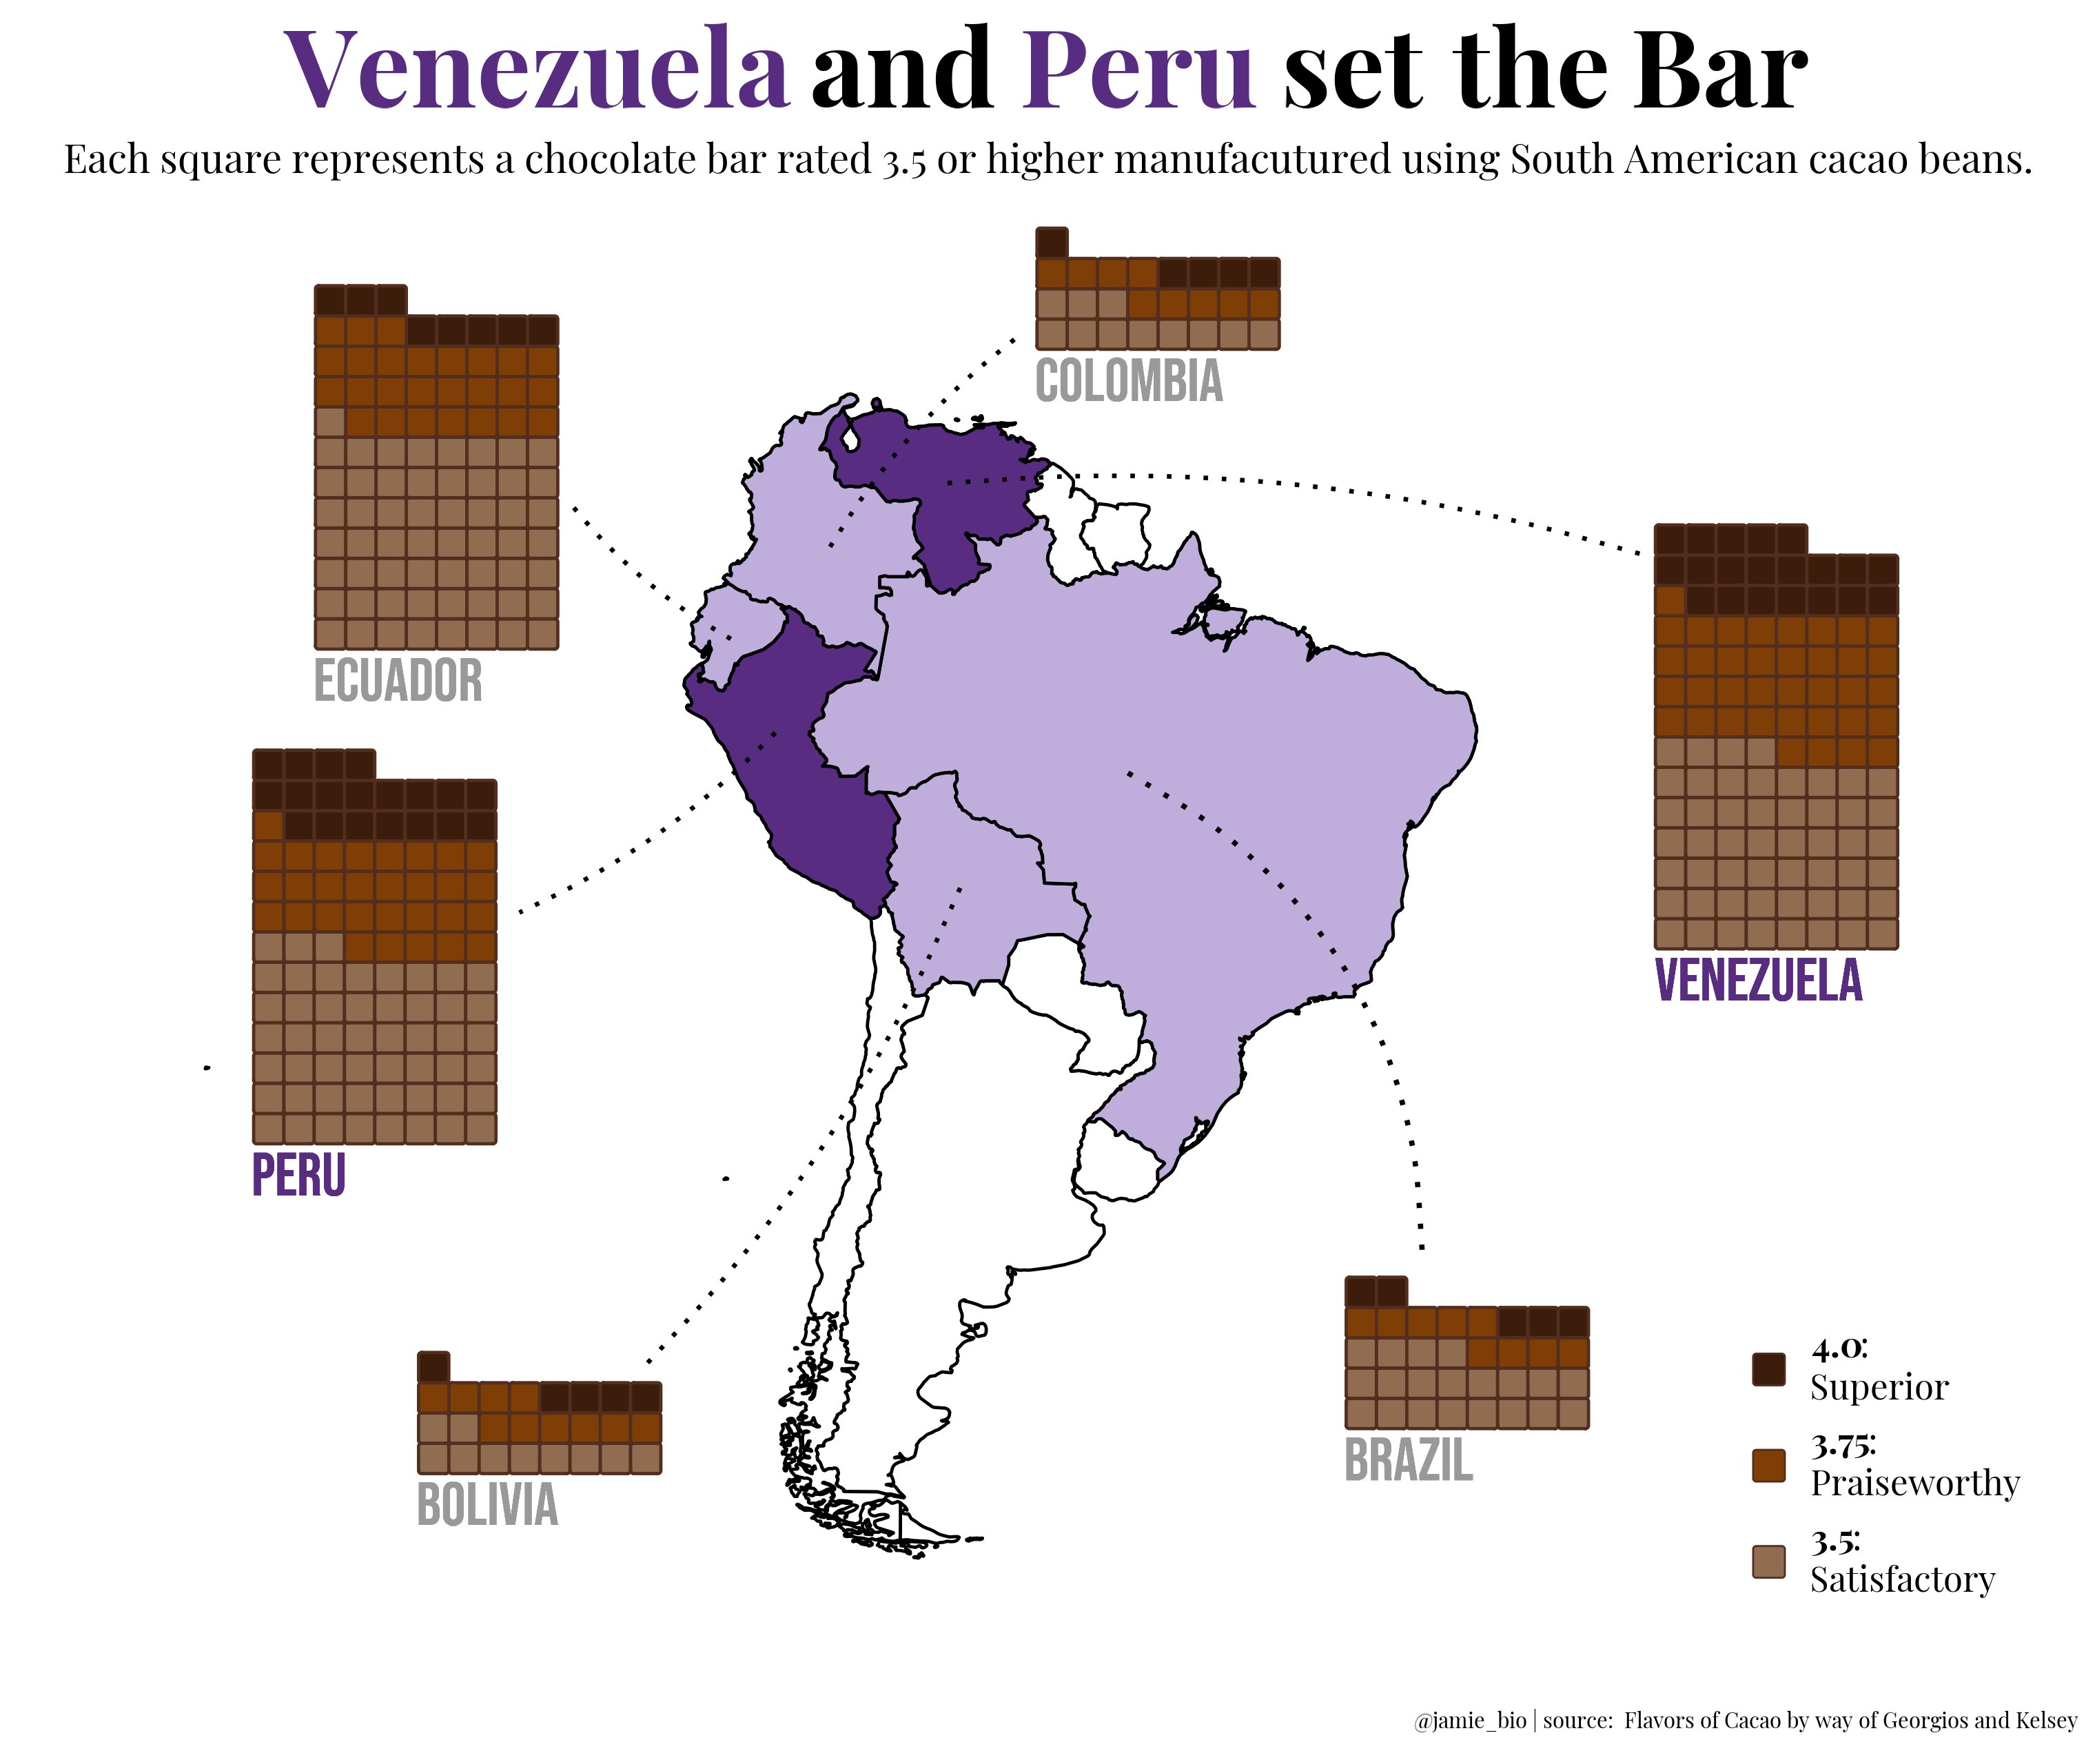 Venezuela and Peru set the Bar
Each square represents a chocolate bar rated 3.5 or higher manufacutured using South American cacao beans.
COLOMBIA
ECUADOR
VENEZUELA
PERU
BOLIVIA
BRAZIL
4.0:
Superior
3.75:
Praiseworthy
3.5:
Satisfactory
@jamie_bio | source: Flavors of Cacao by way of Georgios and Kelsey